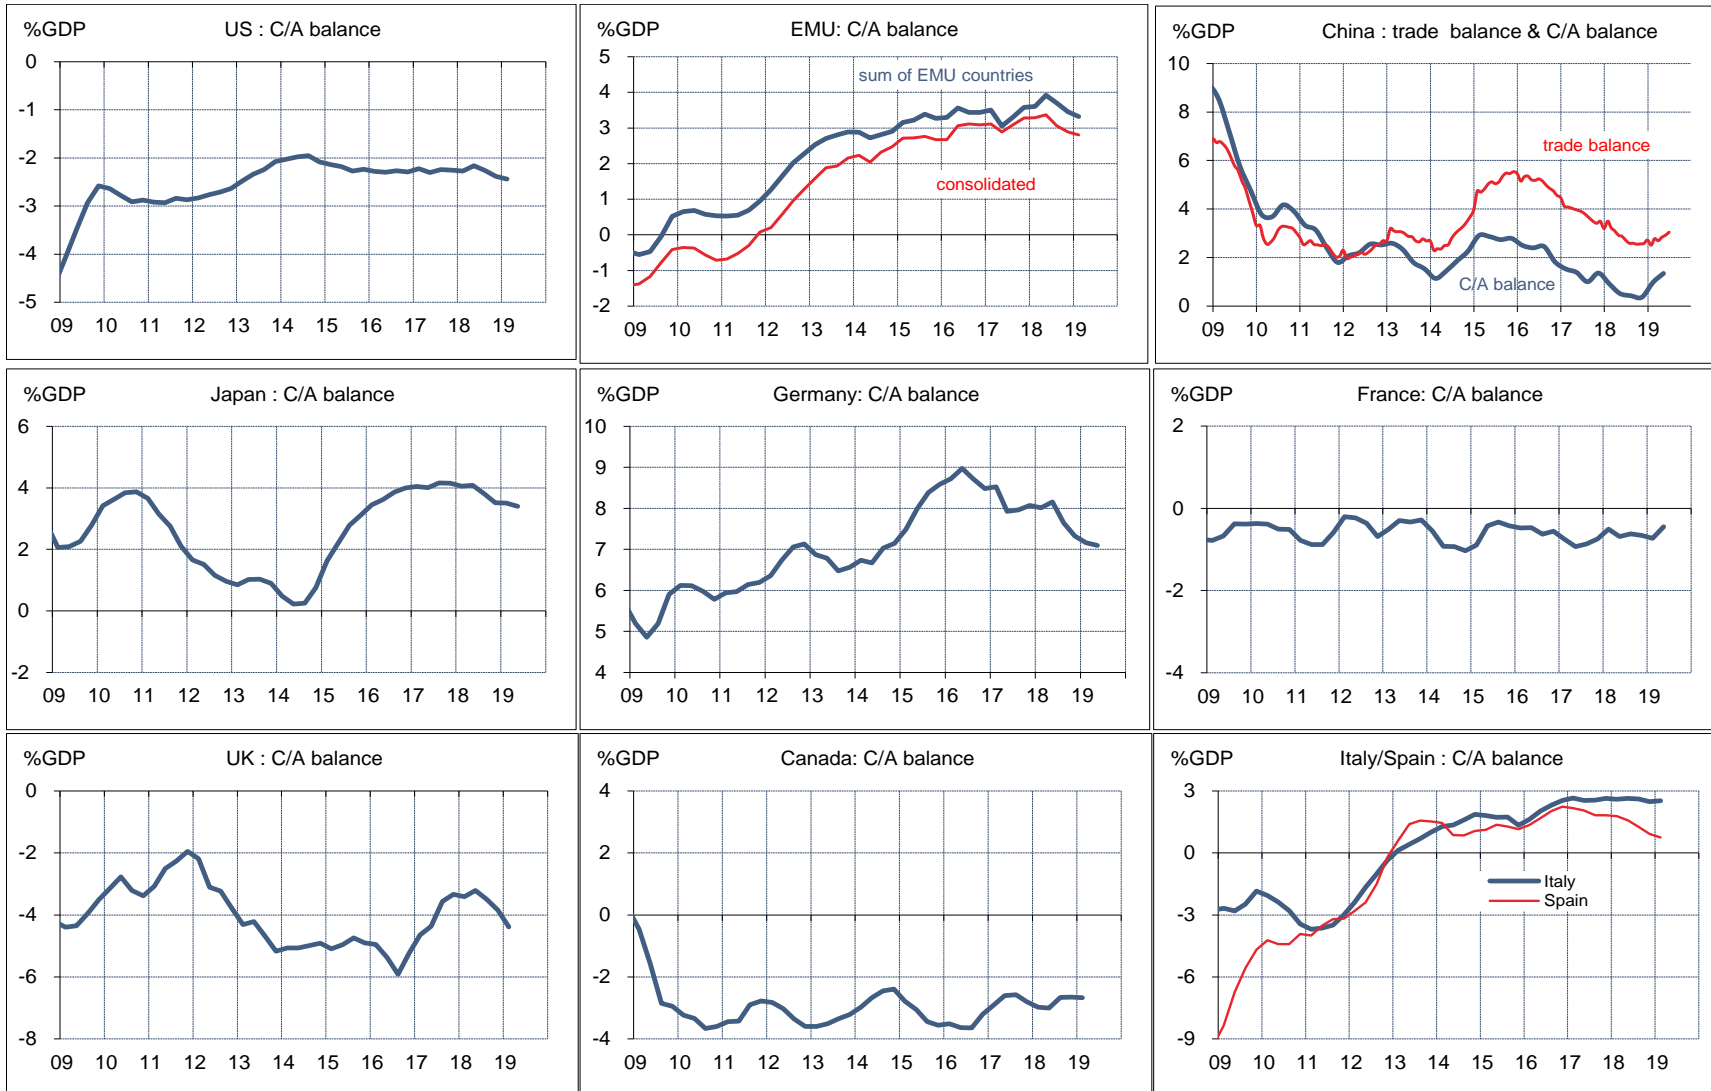 %GDP US : C/A balance
0
-1
-2
-3
-4
-5
09 10 11 12 13 14 15 16 17 18 19
%GDP EMU: C/A balance
5
sum of EMU countries
4
3
2
consolidated
1
0
-1
-2
09 10 11 12 13 14 15 16 17 18 19
%GDP China : trade balance & C/A balance
10
8
trade balance
6
4
2
C/A balance
0
09 10 11 12 13 14 15 16 17 18 19
%GDP Japan : C/A balance
6
4
2
0
-2
09 10 11 12 13 14 15 16 17 18 19
%GDP Germany: C/A balance
10
9
8
7
6
5
4
09 10 11 12 13 14 15 16 17 18 19
%GDP France: C/A balance
2
0
-2
-4
09 10 11 12 13 14 15 16 17 18 19
%GDP UK : C/A balance
0
-2
-4
-6
-8
09 10 11 12 13 14 15 16 17 18 19
%GDP Canada: C/A balance
4
2
0
-2
-4
09 10 11 12 13 14 15 16 17 18 19
%GDP Italy/Spain : C/A balance
3
0
Italy
Spain
-3
-6
-9
09 10 11 12 13 14 15 16 17 18 19